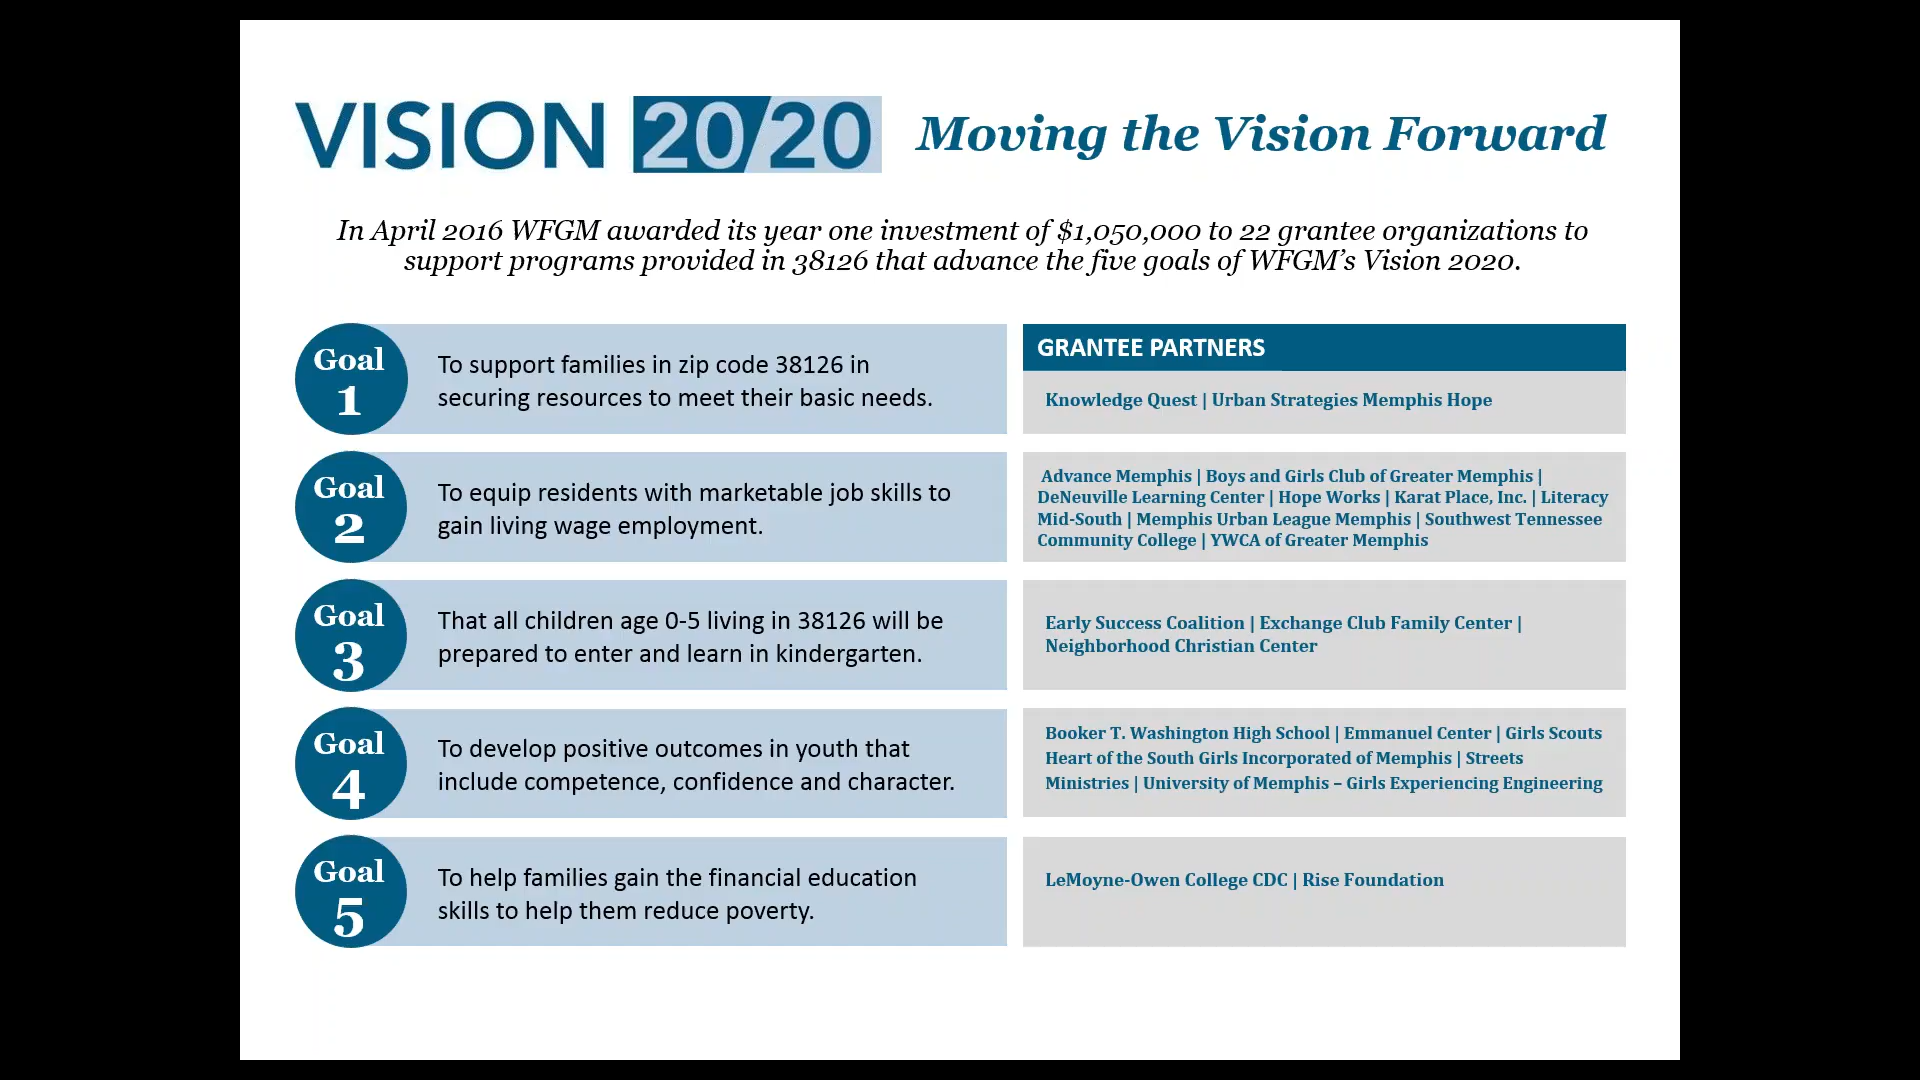 VISION 20/20 Moving the Vision Forward
In April 2016 WFGM awarded its year one investment of $1,050,000 to 22 grantee organizations to
support programs provided in 38126 that advance the five goals of WFGM’s Vision 2020.
Goal
1
To support families in zip code 38126 in
securing resources to meet their basic needs.
GRANTEE PARTNERS
Knowledge Quest | Urban Strategies Memphis Hope
Goal
2
To equip residents with marketable job skills to
gain living wage employment.
Advance Memphis | Boys and Girls Club of Greater Memphis |
DeNeuville Learning Center | Hope Works | Karat Place, Inc. | Literacy
Mid-South | Memphis Urban League Memphis | Southwest Tennessee
Community College | YWCA of Greater Memphis
Goal
3
That all children age 0-5 living in 38126 will be
prepared to enter and learn in kindergarten.
Early Success Coalition | Exchange Club Family Center |
Neighborhood Christian Center
Goal
4
To develop positive outcomes in youth that
include competence, confidence and character.
Booker T. Washington High School | Emmanuel Center | Girls Scouts
Heart of the South Girls Incorporated of Memphis | Streets
Ministries | University of Memphis – Girls Experiencing Engineering
Goal
5
To help families gain the financial education
skills to help them reduce poverty.
LeMoyne-Owen College CDC | Rise Foundation